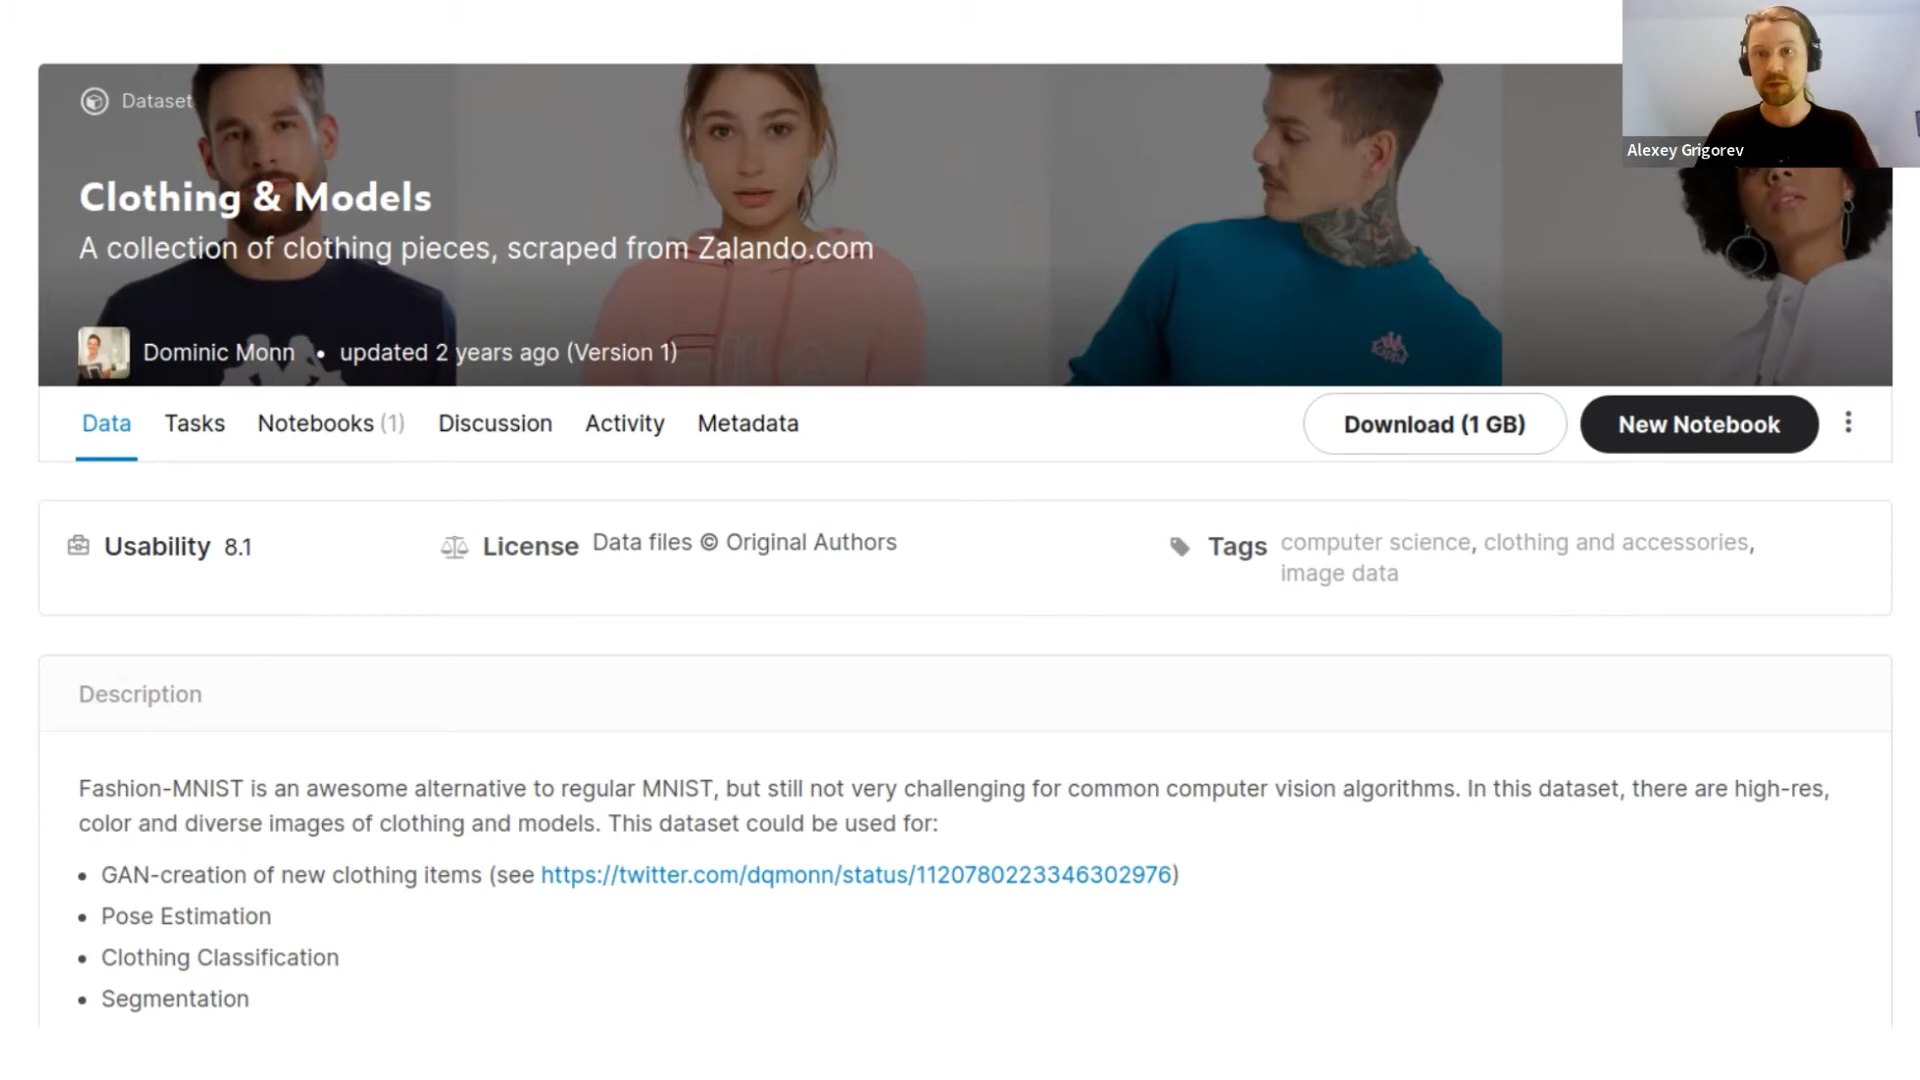 Alexey Grigorev
Dataset
Clothing & Models
A collection of clothing pieces, scraped from Zalando.com
Dominic Monn • updated 2 years ago (Version 1)
Data Tasks Notebooks (1) Discussion Activity Metadata Download (1 GB) New Notebook
Usability 8.1 License Data files © Original Authors Tags computer science, clothing and accessories,
image data
Description
Fashion-MNIST is an awesome alternative to regular MNIST, but still not very challenging for common computer vision algorithms. In this dataset, there are high-res,
color and diverse images of clothing and models. This dataset could be used for:
• GAN-creation of new clothing items (see https://twitter.com/dqmonn/status/1120780223346302976)
• Pose Estimation
• Clothing Classification
• Segmentation